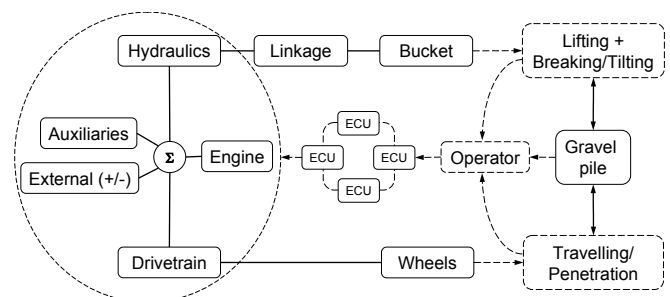 Hydraulics
Linkage
Bucket
Lifting +
Breaking/Tilting
Auxiliaries
External (+/-)
Σ
Engine
ECU
ECU
ECU
ECU
Operator
Gravel
pile
Drivetrain
Wheels
Travelling/
Penetration